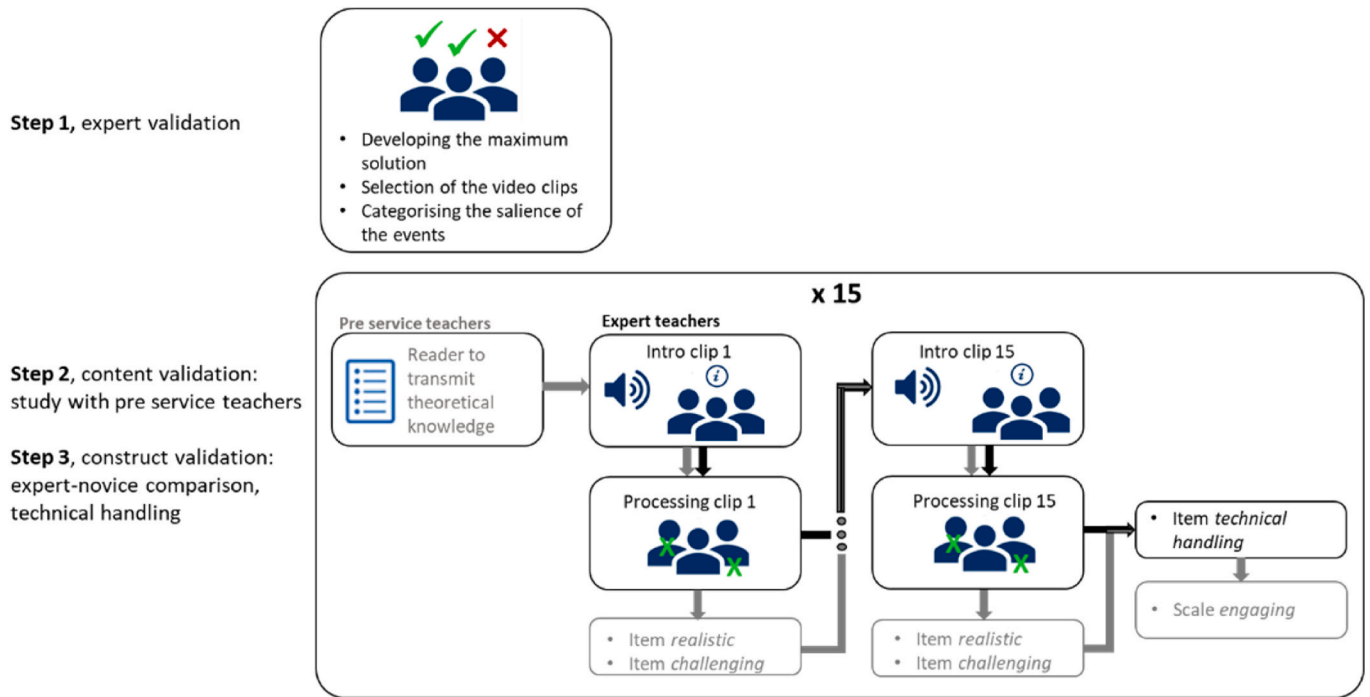 Step 1, expert validation
• Developing the maximum
solution
• Selection of the video clips
• Categorising the salience of
the events
x 15
Step 2, content validation:
study with pre service teachers
Step 3, construct validation:
expert-novice comparison,
technical handling
Pre service teachers
Reader to
transmit
theoretical
knowledge
Expert teachers
Intro clip 1
i
Processing clip 1
• Item realistic
• Item challenging
Intro clip 15
i
Processing clip 15
• Item realistic
• Item challenging
• Item technical
handling
• Scale engaging